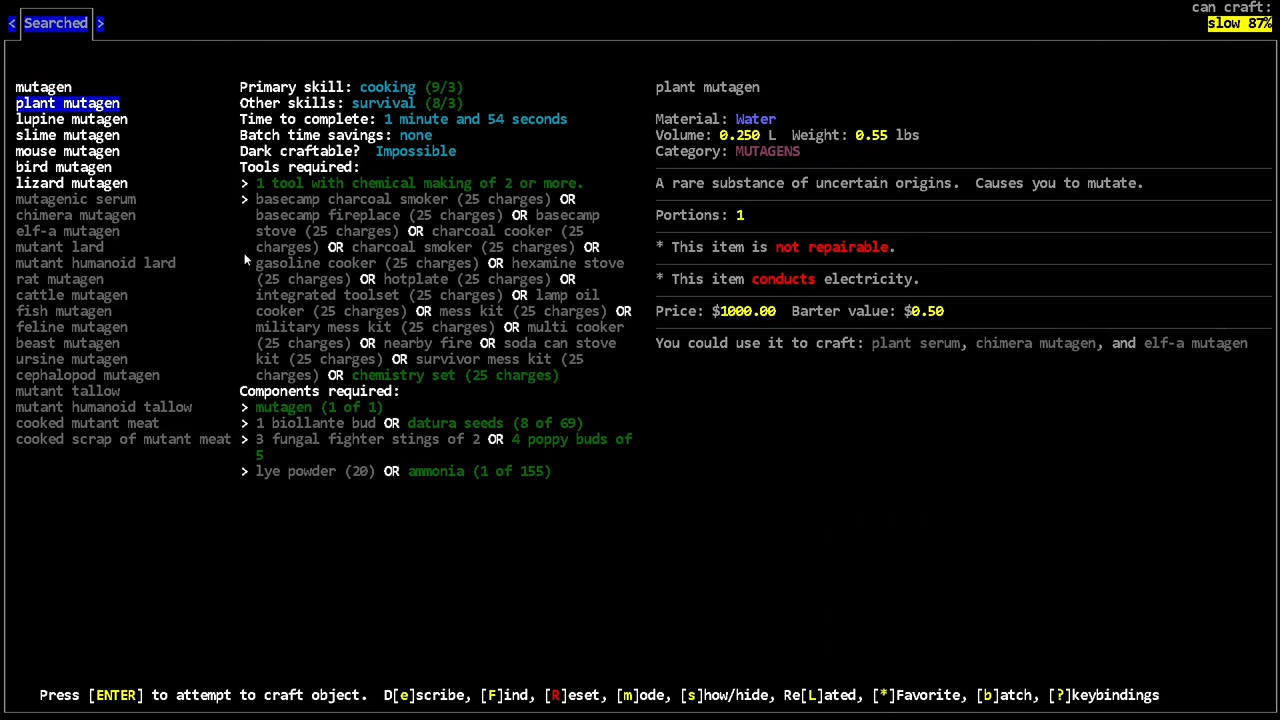 can craft:
< Searched >
slow 87%
mutagen
plant mutagen
lupine mutagen
slime mutagen
mouse mutagen
bird mutagen
lizard mutagen
mutagenic serum
chimera mutagen
elf-a mutagen
mutant lard
mutant humanoid lard
rat mutagen
cattle mutagen
fish mutagen
feline mutagen
beast mutagen
ursine mutagen
cephalopod mutagen
mutant tallow
mutant humanoid tallow
cooked mutant meat
cooked scrap of mutant meat
Primary skill: cooking (9/3)
Other skills: survival (8/3)
Time to complete: 1 minute and 54 seconds
Batch time savings: none
Dark craftable?  Impossible
Tools required:
> 1 tool with chemical making of 2 or more.
> basecamp charcoal smoker (25 charges) OR
basecamp fireplace (25 charges) OR basecamp
stove (25 charges) OR charcoal cooker (25
charges) OR charcoal smoker (25 charges) OR
gasoline cooker (25 charges) OR hexamine stove
(25 charges) OR hotplate (25 charges) OR
integrated toolset (25 charges) OR lamp oil
cooker (25 charges) OR mess kit (25 charges) OR
military mess kit (25 charges) OR multi cooker
(25 charges) OR nearby fire OR soda can stove
kit (25 charges) OR survivor mess kit (25
charges) OR chemistry set (25 charges)
Components required:
> mutagen (1 of 1)
> 1 biollante bud OR datura seeds (8 of 69)
> 3 fungal fighter stings of 2 OR 4 poppy buds of
5
> lye powder (20) OR ammonia (1 of 155)
plant mutagen
Material: Water
Volume: 0.250 L  Weight: 0.55 lbs
Category: MUTAGENS
A rare substance of uncertain origins.  Causes you to mutate.
Portions: 1
* This item is not repairable.
* This item conducts electricity.
Price: $1000.00  Barter value: $0.50
You could use it to craft: plant serum, chimera mutagen, and elf-a mutagen
Press [ENTER] to attempt to craft object.  D[e]scribe, [F]ind, [R]eset, [m]ode, [s]how/hide, Re[L]ated, [*]Favorite, [b]atch, [?]keybindings